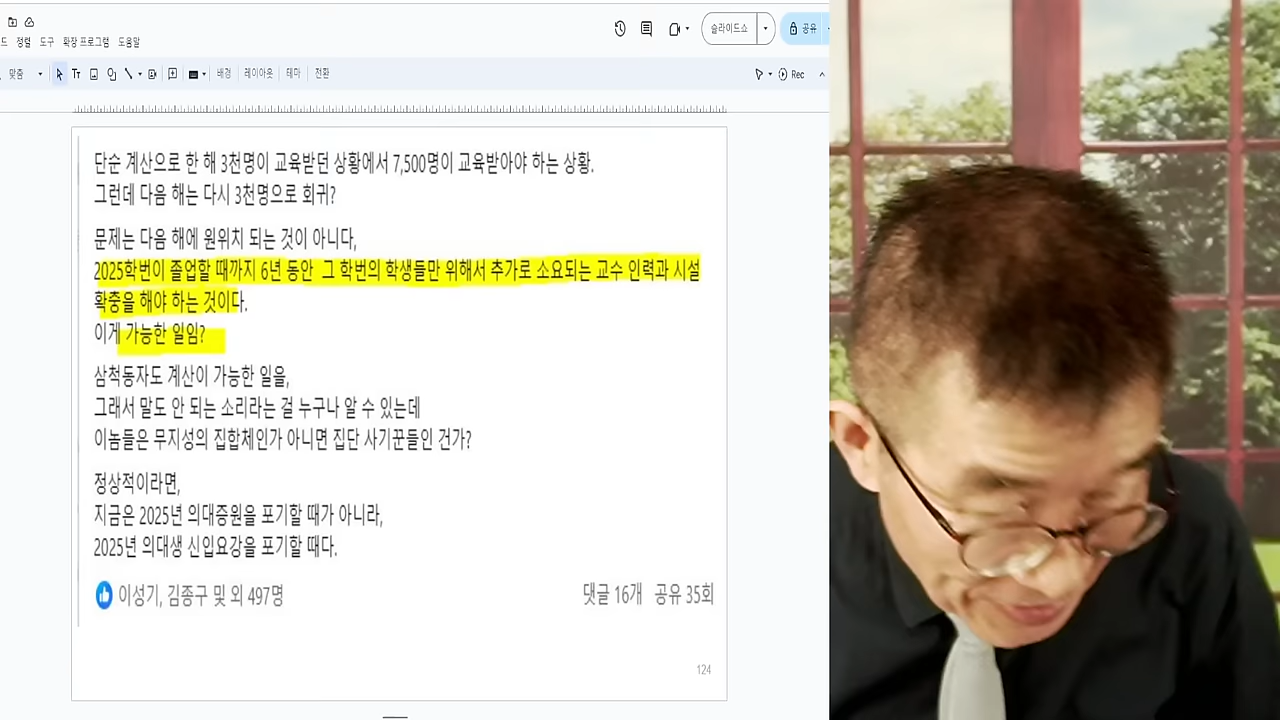 드 정렬 도구 확장 프로그램 도움말
슬라이드쇼
공유
맞춤
Tr
배경 레이아웃 테마 전환
Rec
단순 계산으로 한 해 3천명이 교육받던 상황에서 7,500명이 교육받아야 하는 상황.
그런데 다음 해는 다시 3천명으로 회귀?
문제는 다음 해에 원위치 되는 것이 아니다,
2025학번이 졸업할 때까지 6년 동안 그 학번의 학생들만 위해서 추가로 소요되는 교수 인력과 시설
확충을 해야 하는 것이다.
이게 가능한 일임?
삼척동자도 계산이 가능한 일을,
그래서 말도 안 되는 소리라는 걸 누구나 알 수 있는데
이놈들은 무지성의 집합체인가 아니면 집단 사기꾼들인 건가?
정상적이라면,
지금은 2025년 의대증원을 포기할 때가 아니라,
2025년 의대생 신입요강을 포기할 때다.
이성기, 김종구 및 외 497명
댓글 16개 공유 35회
124